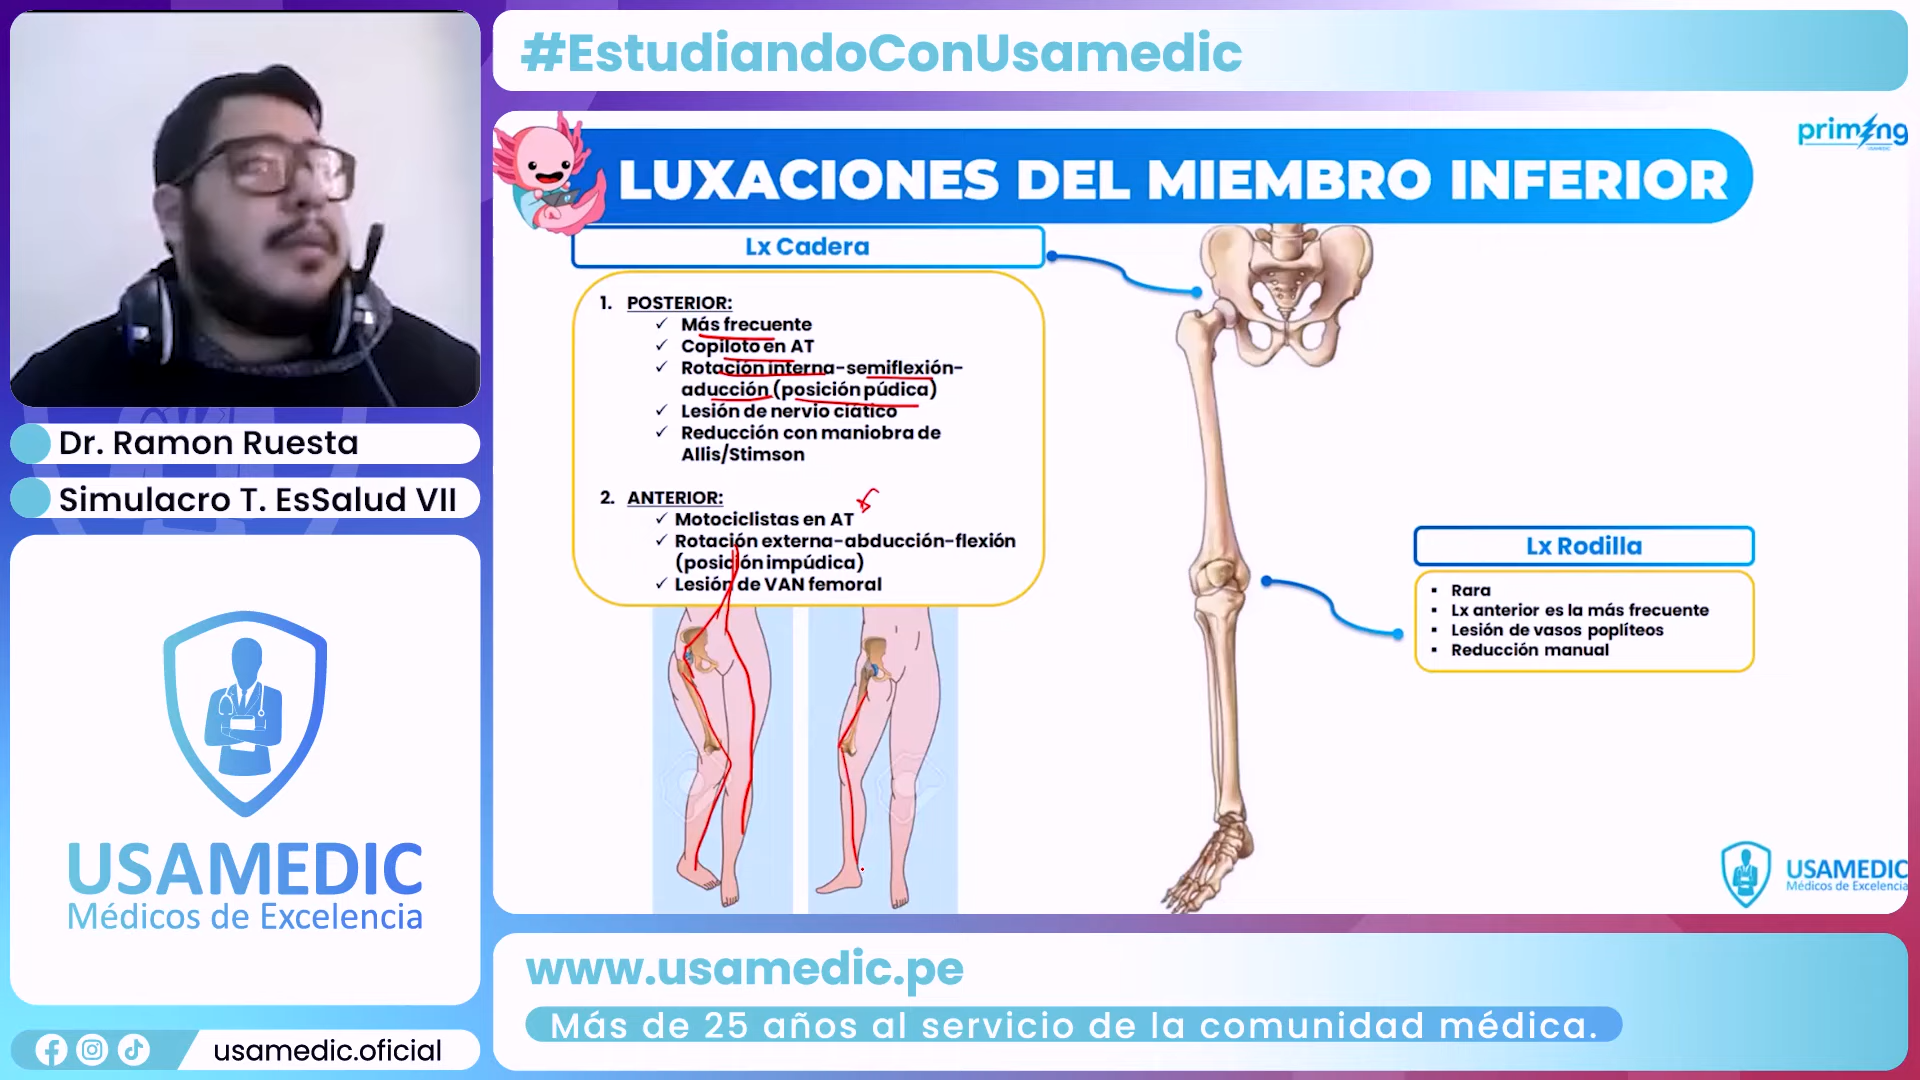 #EstudiandoConUsamedic
priming
USAMEDIC
LUXACIONES DEL MIEMBRO INFERIOR
Lx Cadera
1. POSTERIOR:
✓ Más frecuente
✓ Copiloto en AT
✓ Rotación interna-semiflexión-
aducción (posición púdica)
✓ Lesión de nervio ciático
✓ Reducción con maniobra de
Allis/Stimson
2. ANTERIOR:
✓ Motociclistas en AT
✓ Rotación externa-abducción-flexión
(posición impúdica)
✓ Lesión de VAN femoral
Lx Rodilla
▪ Rara
▪ Lx anterior es la más frecuente
▪ Lesión de vasos poplíteos
▪ Reducción manual
USAMEDIC
Médicos de Excelencia
Dr. Ramon Ruesta
Simulacro T. EsSalud VII
USAMEDIC
Médicos de Excelencia
usamedic.oficial
www.usamedic.pe
Más de 25 años al servicio de la comunidad médica.